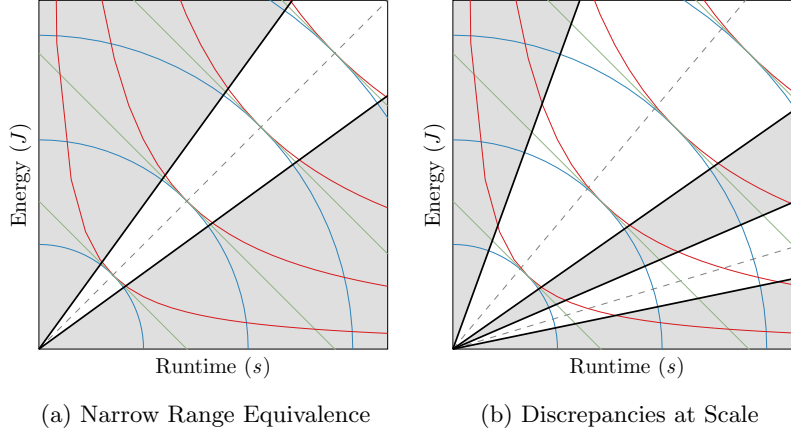 Energy (J)
Runtime (s)
(a) Narrow Range Equivalence
Energy (J)
Runtime (s)
(b) Discrepancies at Scale